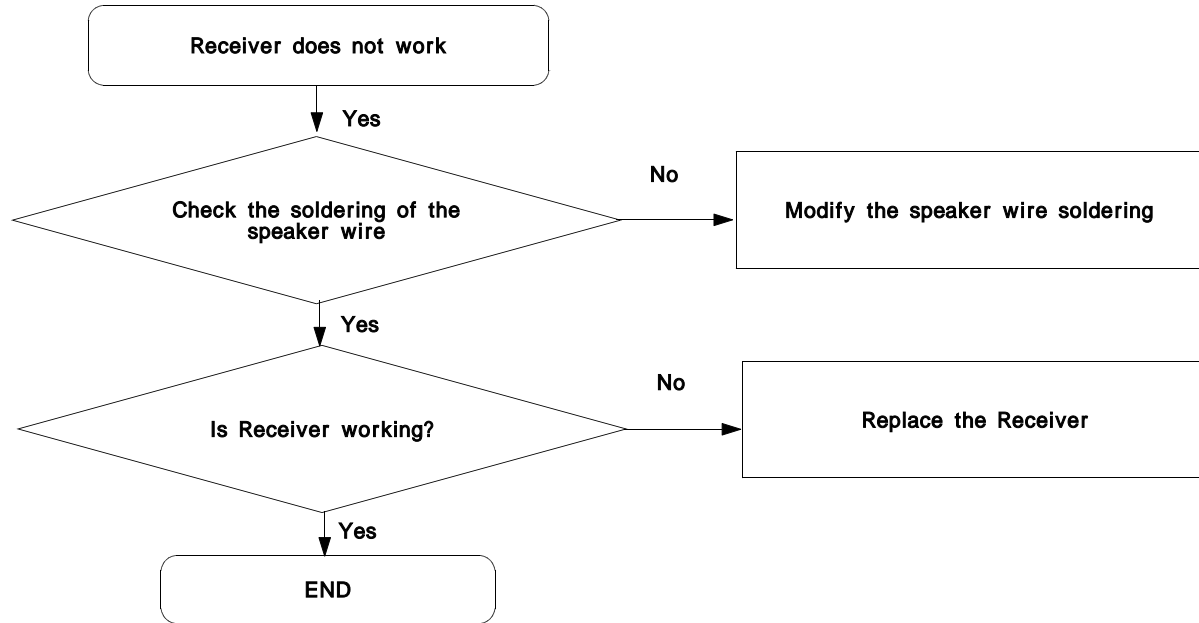 Receiver does not work
Yes
Check the soldering of the
speaker wire
No
Modify the speaker wire soldering
Yes
Is Receiver working?
No
Replace the Receiver
Yes
END